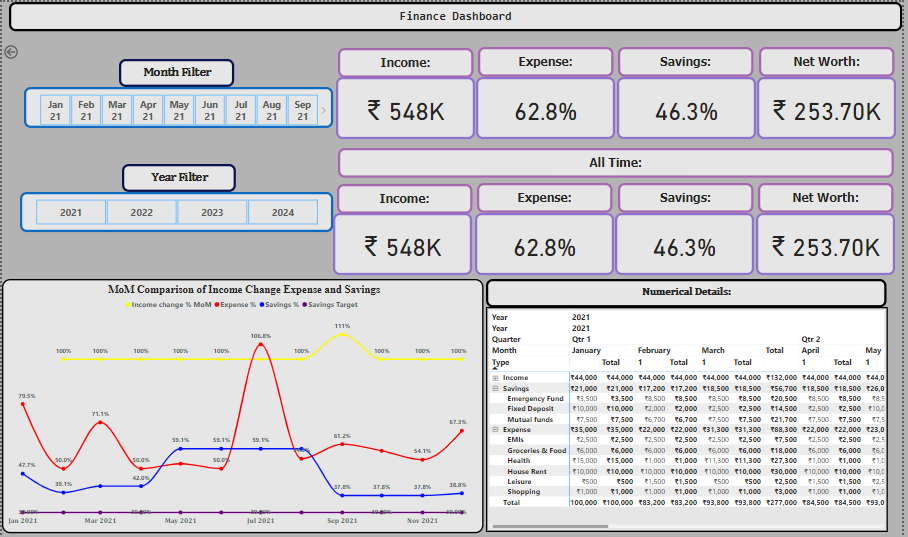 Finance Dashboard
Month Filter
Jan 21 Feb 21 Mar 21 Apr 21 May 21 Jun 21 Jul 21 Aug 21 Sep 21
Year Filter
2021 2022 2023 2024
Income: Expense: Savings: Net Worth:
₹ 548K 62.8% 46.3% ₹ 253.70K
All Time:
Income: Expense: Savings: Net Worth:
₹ 548K 62.8% 46.3% ₹ 253.70K
MoM Comparison of Income Change Expense and Savings
Income change % MoM Expense % Savings % Savings Target
111%
106.8%
100% 100% 100% 100% 100% 100% 100% 100% 100%
79.5%
71.1%
67.3%
59.1% 59.1% 59.1% 61.2%
50.0% 50.0% 50.0% 54.1%
47.7%
39.1% 42.0% 37.8% 37.8% 37.8% 38.8%
Jan 2021 Mar 2021 May 2021 Jul 2021 Sep 2021 Nov 2021
Numerical Details:
Year 2021
Year 2021
Quarter Qtr 1 Qtr 2
Month January February March Total April May
Type 1 Total 1 Total 1 Total 1 Total 1
Income ₹44,000 ₹44,000 ₹44,000 ₹44,000 ₹44,000 ₹44,000 ₹132,000 ₹44,000 ₹44,000 ₹44,0
Savings ₹21,000 ₹21,000 ₹17,200 ₹17,200 ₹18,500 ₹18,500 ₹56,700 ₹18,500 ₹18,500 ₹26,0
Emergency Fund ₹3,500 ₹3,500 ₹8,500 ₹8,500 ₹8,500 ₹8,500 ₹20,500 ₹8,500 ₹8,500 ₹8,5
Fixed Deposit ₹10,000 ₹10,000 ₹2,000 ₹2,000 ₹2,500 ₹2,500 ₹14,500 ₹2,500 ₹2,500 ₹10,0
Mutual funds ₹7,500 ₹7,500 ₹6,700 ₹6,700 ₹7,500 ₹7,500 ₹21,700 ₹7,500 ₹7,500 ₹7,5
Expense ₹35,000 ₹35,000 ₹22,000 ₹22,000 ₹31,300 ₹31,300 ₹88,300 ₹22,000 ₹22,000 ₹23,0
EMIs ₹2,500 ₹2,500 ₹2,500 ₹2,500 ₹2,500 ₹2,500 ₹7,500 ₹2,500 ₹2,500 ₹2,5
Groceries & Food ₹6,000 ₹6,000 ₹6,000 ₹6,000 ₹6,000 ₹6,000 ₹18,000 ₹6,000 ₹6,000 ₹6,0
Health ₹15,000 ₹15,000 ₹1,000 ₹1,000 ₹11,300 ₹11,300 ₹27,300 ₹1,000 ₹1,000 ₹1,0
House Rent ₹10,000 ₹10,000 ₹10,000 ₹10,000 ₹10,000 ₹10,000 ₹30,000 ₹10,000 ₹10,000 ₹10,0
Leisure ₹500 ₹500 ₹1,500 ₹1,500 ₹500 ₹500 ₹2,500 ₹1,500 ₹1,500 ₹2,5
Shopping ₹1,000 ₹1,000 ₹1,000 ₹1,000 ₹1,000 ₹1,000 ₹3,000 ₹1,000 ₹1,000 ₹1,0
Total 100,000 ₹100,000 ₹83,200 ₹83,200 ₹93,800 ₹93,800 ₹277,000 ₹84,500 ₹84,500 ₹93,0